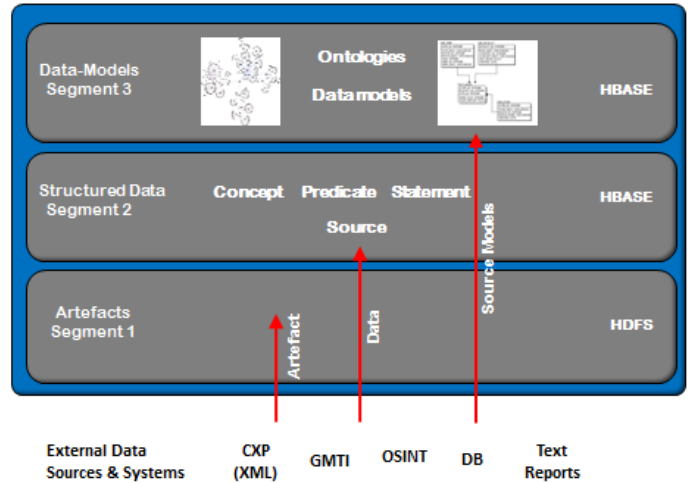 Data-Models
Segment 3
Ontologies
Data models
HBASE
Structured Data
Segment 2
Concept Predicate Statement
Source
HBASE
Source Models
Artefacts
Segment 1
Artefact
Data
HDFS
External Data
Sources & Systems
CXP
(XML)
GMTI
OSINT
DB
Text
Reports